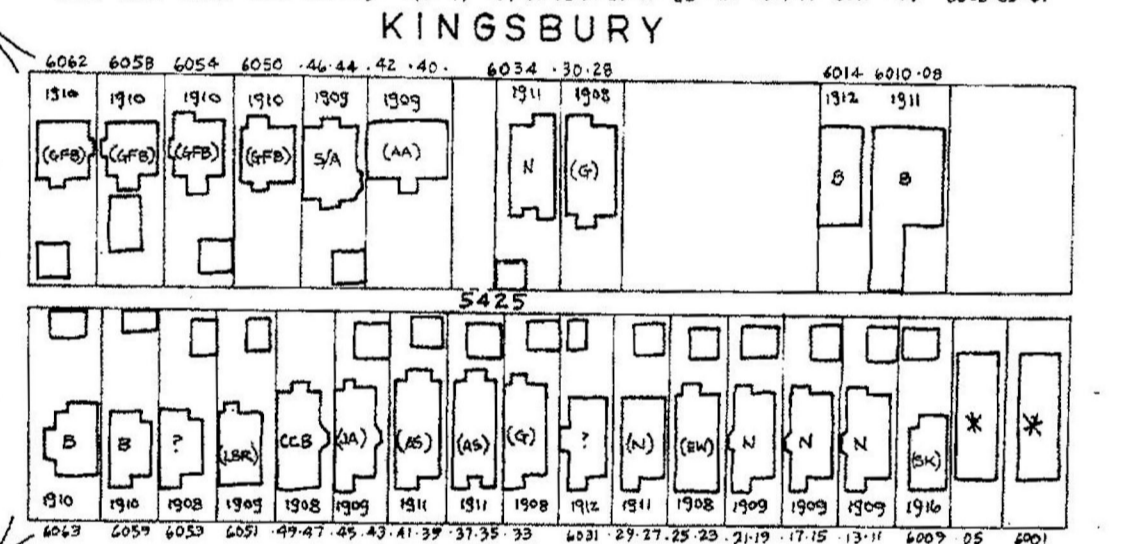 KINGSBURY
6062 6058 6054 6050 ·46·44 ·42 ·40· 6034 ·30·28 6014 6010·08
1910 1910 1910 1910 1909 1909 1911 1908 1912 1911
(GFB) (GFB) (GFB) (GFB) S/A (AA) N (G) B B
5425
B B ? (LBR) CCB (JA) (AS) (AS) (G) ? (N) (EW) N N N (SK) * *
1910 1910 1908 1909 1908 1909 1911 1911 1908 1912 1911 1908 1909 1909 1909 1916
6063 6059 6053 6051 ·49·47 ·45 ·43 ·41·39 ·37·35 ·33 6031 ·29·27 ·25·23 ·21·19 ·17·15 ·13·11 6009 ·05 6001